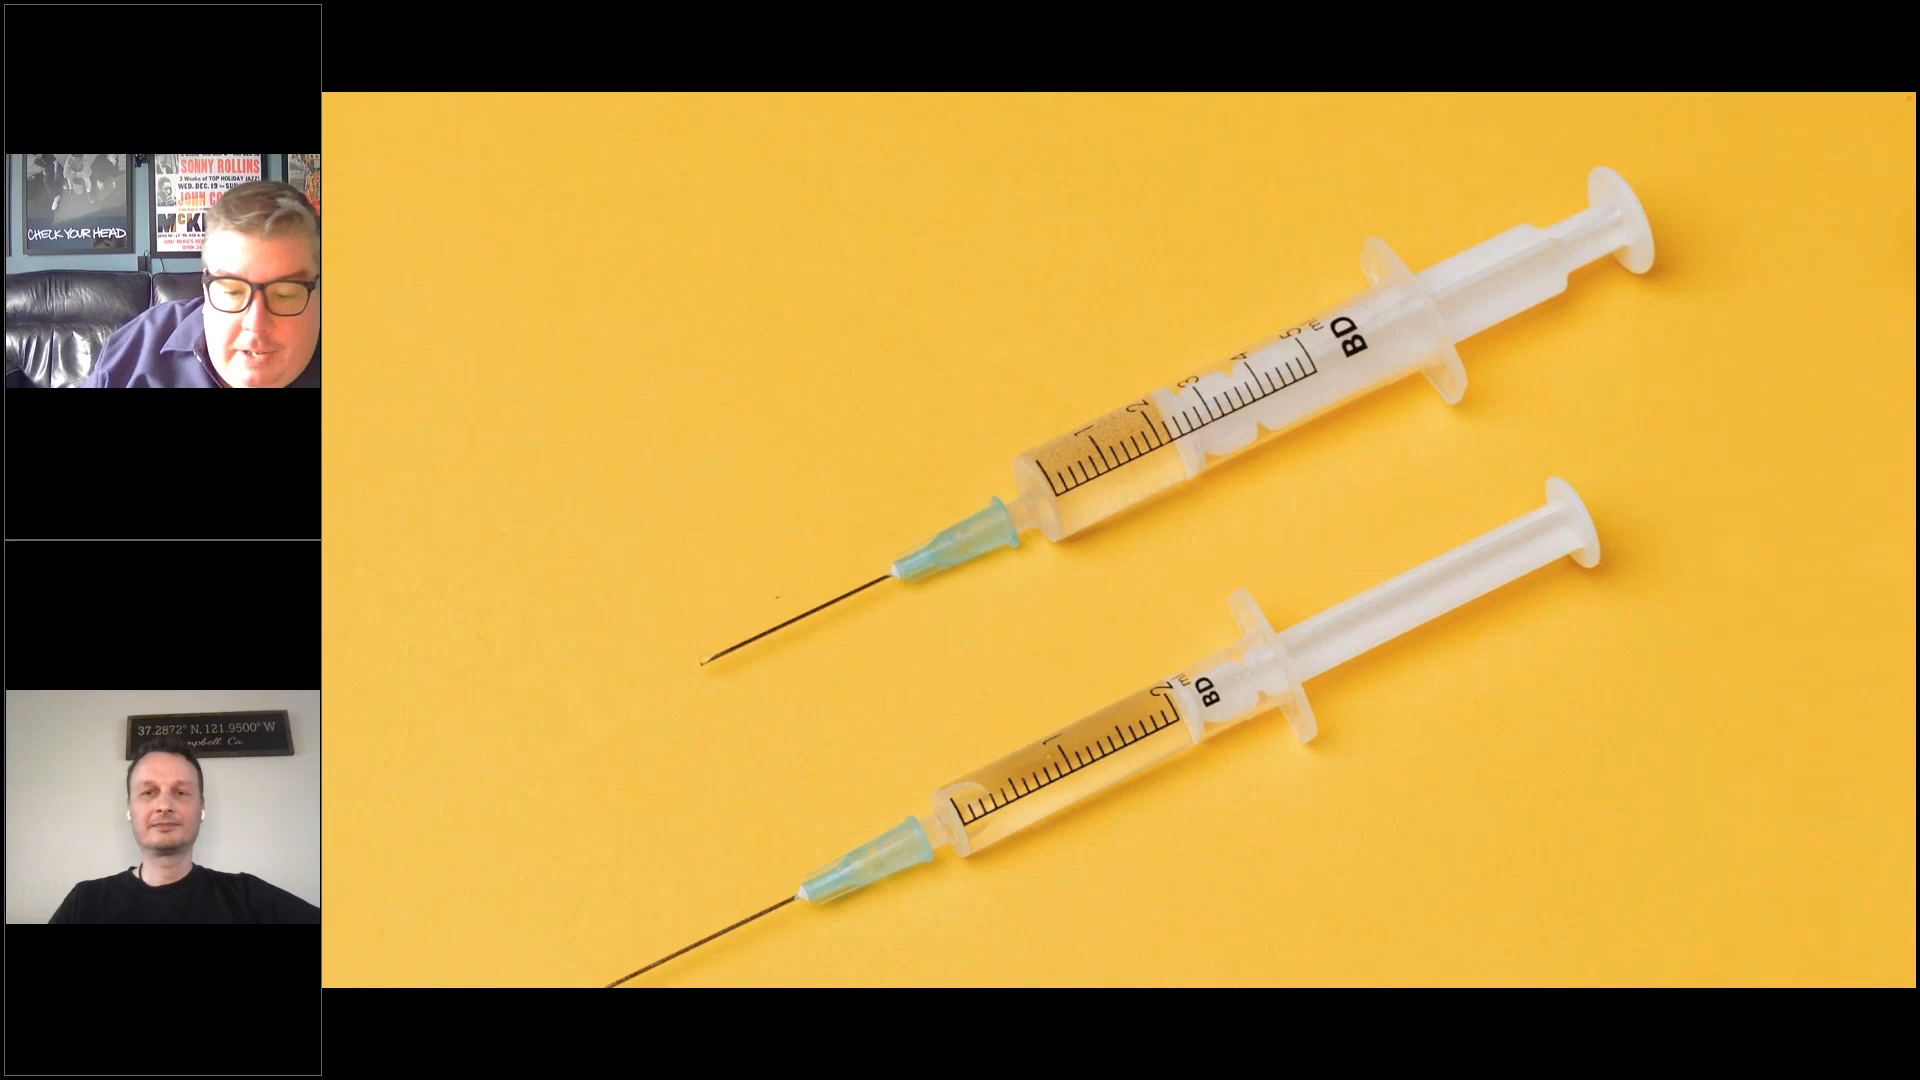 CHECK YOUR HEAD
SONNY ROLLINS
3 Weeks of TOP HOLIDAY JAZZ!
WED. DEC. 19
JOHN
McK
37.2872° N, 121.9500° W
Ca.
1
2
3
4
5
ml
BD
1
2
ml
BD